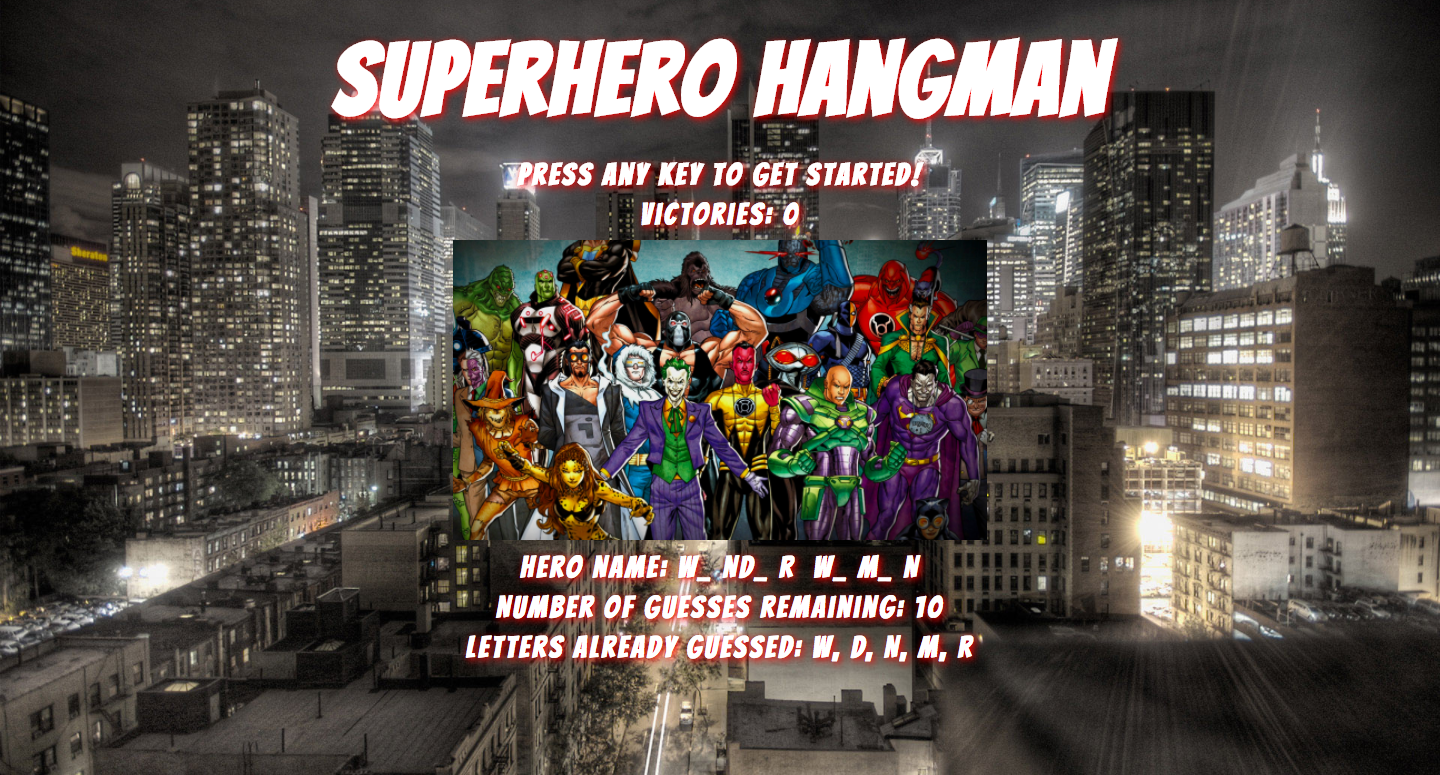 SUPERHERO HANGMAN
PRESS ANY KEY TO GET STARTED!
VICTORIES: 0
Sheraton
HERO NAME: W_ ND_ R W_ M_ N
NUMBER OF GUESSES REMAINING: 10
LETTERS ALREADY GUESSED: W, D, N, M, R